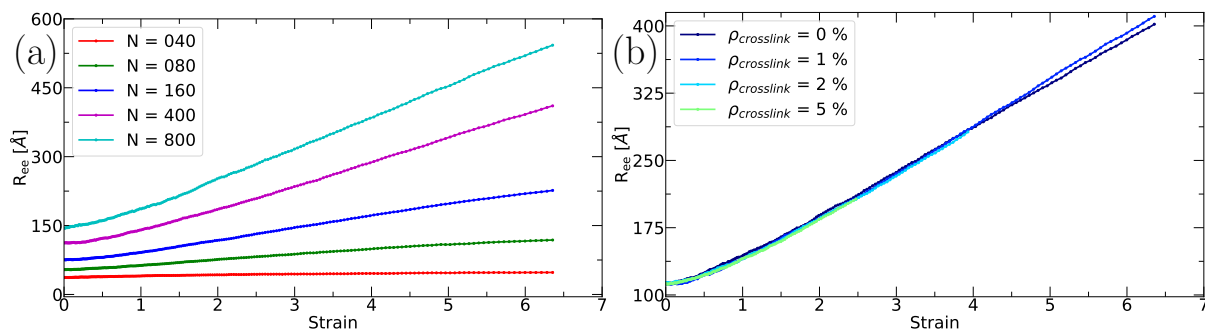 (a)
600
450
300
150
0
R_ee [Å]
N = 040
N = 080
N = 160
N = 400
N = 800
0 1 2 3 4 5 6 7
Strain
(b)
400
325
250
175
100
R_ee [Å]
ρ_crosslink = 0 %
ρ_crosslink = 1 %
ρ_crosslink = 2 %
ρ_crosslink = 5 %
0 1 2 3 4 5 6 7
Strain